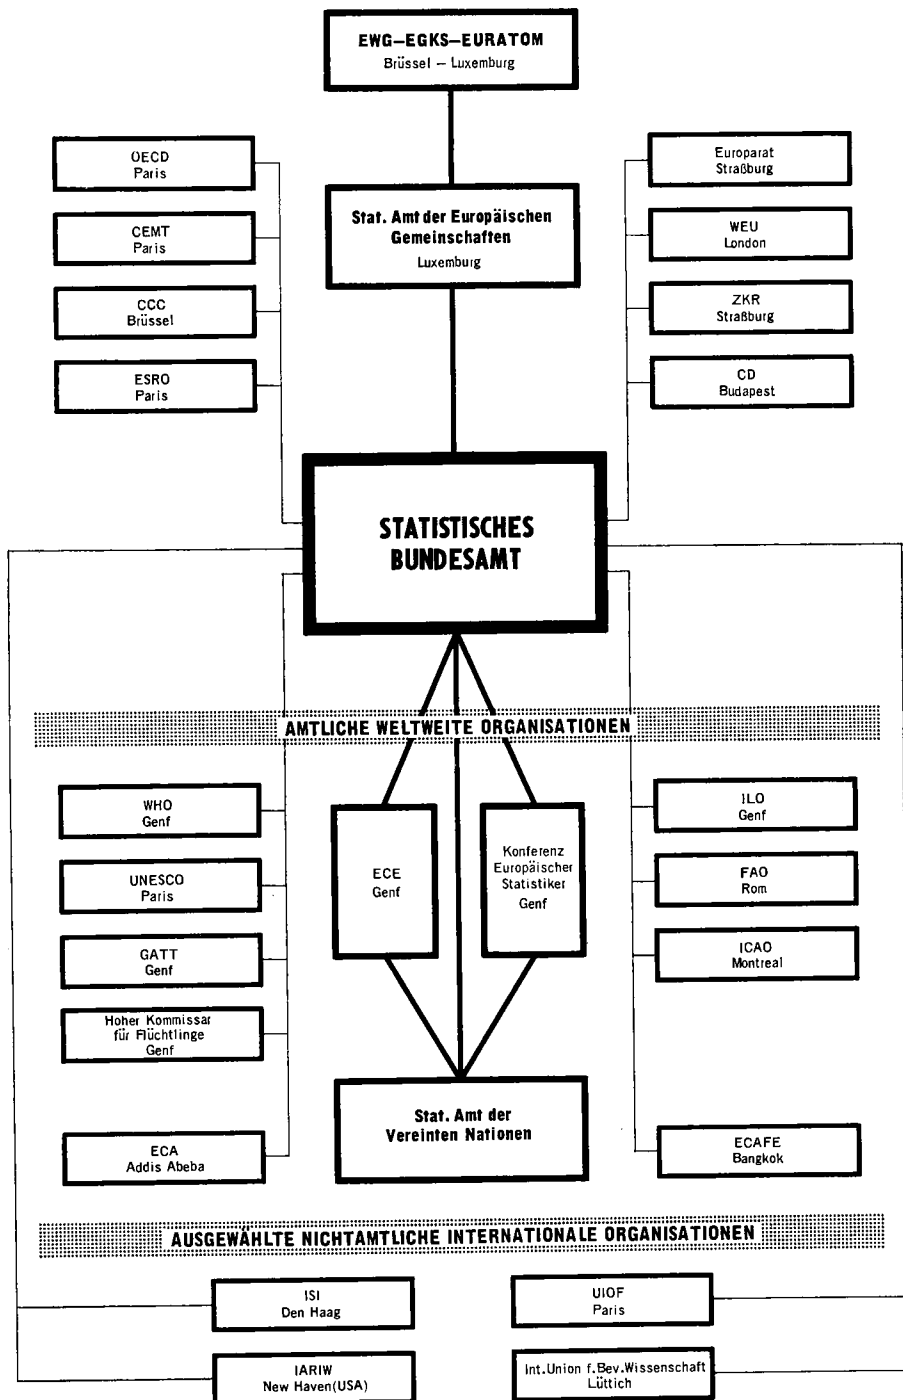 EWG–EGKS–EURATOM
Brüssel – Luxemburg
OECD
Paris
CEMT
Paris
CCC
Brüssel
ESRO
Paris
Stat. Amt der Europäischen
Gemeinschaften
Luxemburg
Europarat
Straßburg
WEU
London
ZKR
Straßburg
CD
Budapest
STATISTISCHES
BUNDESAMT
AMTLICHE WELTWEITE ORGANISATIONEN
WHO
Genf
UNESCO
Paris
GATT
Genf
Hoher Kommissar
für Flüchtlinge
Genf
ECA
Addis Abeba
ECE
Genf
Konferenz
Europäischer
Statistiker
Genf
Stat. Amt der
Vereinten Nationen
ILO
Genf
FAO
Rom
ICAO
Montreal
ECAFE
Bangkok
AUSGEWÄHLTE NICHTAMTLICHE INTERNATIONALE ORGANISATIONEN
ISI
Den Haag
UIOF
Paris
IARIW
New Haven(USA)
Int.Union f.Bev.Wissenschaft
Lüttich